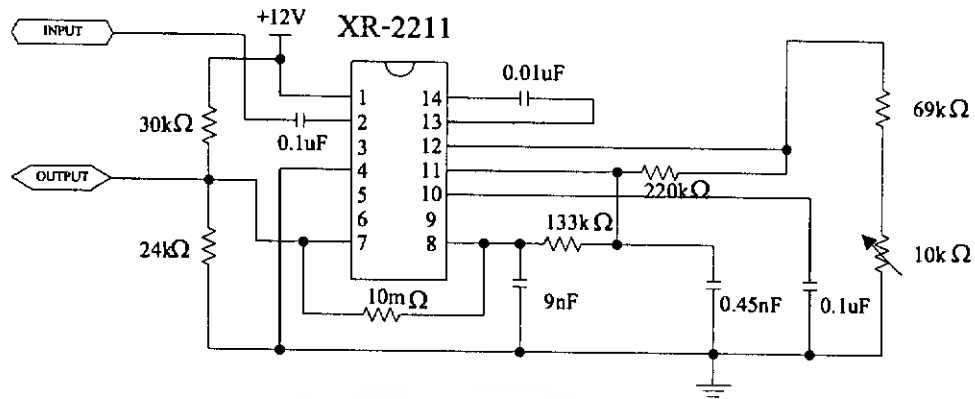 INPUT
+12V
XR-2211
0.01uF
1
14
30kΩ
0.1uF
2
13
69kΩ
3
12
OUTPUT
4
11
220kΩ
5
10
24kΩ
6
9
133kΩ
7
8
10kΩ
10mΩ
9nF
0.45nF
0.1uF